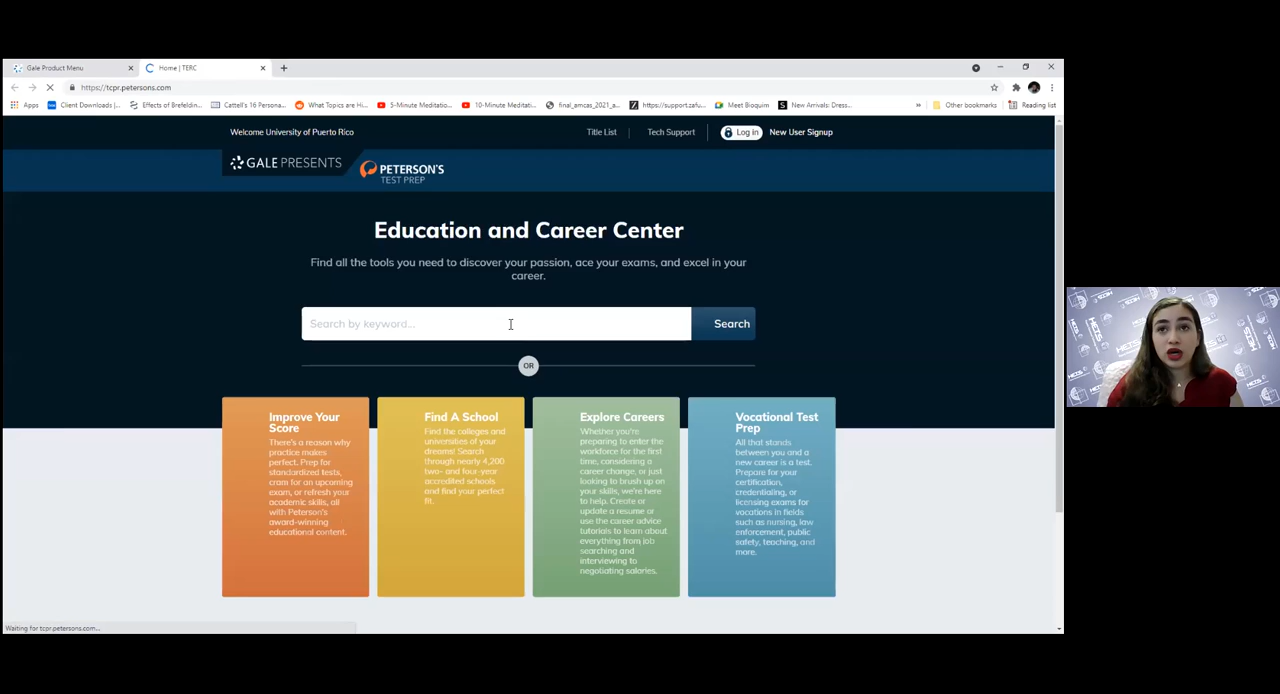 Gale Product Menu
Home | TERC
https://tcpr.petersons.com
Apps
Client Downloads |...
Effects of Brefeldin...
Cattell's 16 Persona...
What Topics are Hi...
5-Minute Meditatio...
10-Minute Meditati...
final_amcas_2021_a...
https://support.zafu...
Meet Bioquim
New Arrivals: Dress...
»
Other bookmarks
Reading list
Welcome University of Puerto Rico
Title List
Tech Support
Log in
New User Signup
GALE PRESENTS
PETERSON'S
TEST PREP
Education and Career Center
Find all the tools you need to discover your passion, ace your exams, and excel in your
career.
Search by keyword...
Search
OR
Improve Your
Score
There's a reason why
practice makes
perfect. Prep for
standardized tests,
cram for an upcoming
exam, or refresh your
academic skills, all
with Peterson's
award-winning
educational content.
Find A School
Find the colleges and
universities of your
dreams! Search
through nearly 4,200
two- and four-year
accredited schools
and find your perfect
fit.
Explore Careers
Whether you're
preparing to enter the
workforce for the first
time, considering a
career change, or just
looking to brush up on
your skills, we're here
to help. Create or
update a resume or
use the career advice
tutorials to learn about
everything from job
searching and
interviewing to
negotiating salaries.
Vocational Test
Prep
All that stands
between you and a
new career is a test.
Prepare for your
certification,
credentialing, or
licensing exams for
vocations in fields
such as nursing, law
enforcement, public
safety, teaching, and
more.
Waiting for tcpr.petersons.com...
HETS